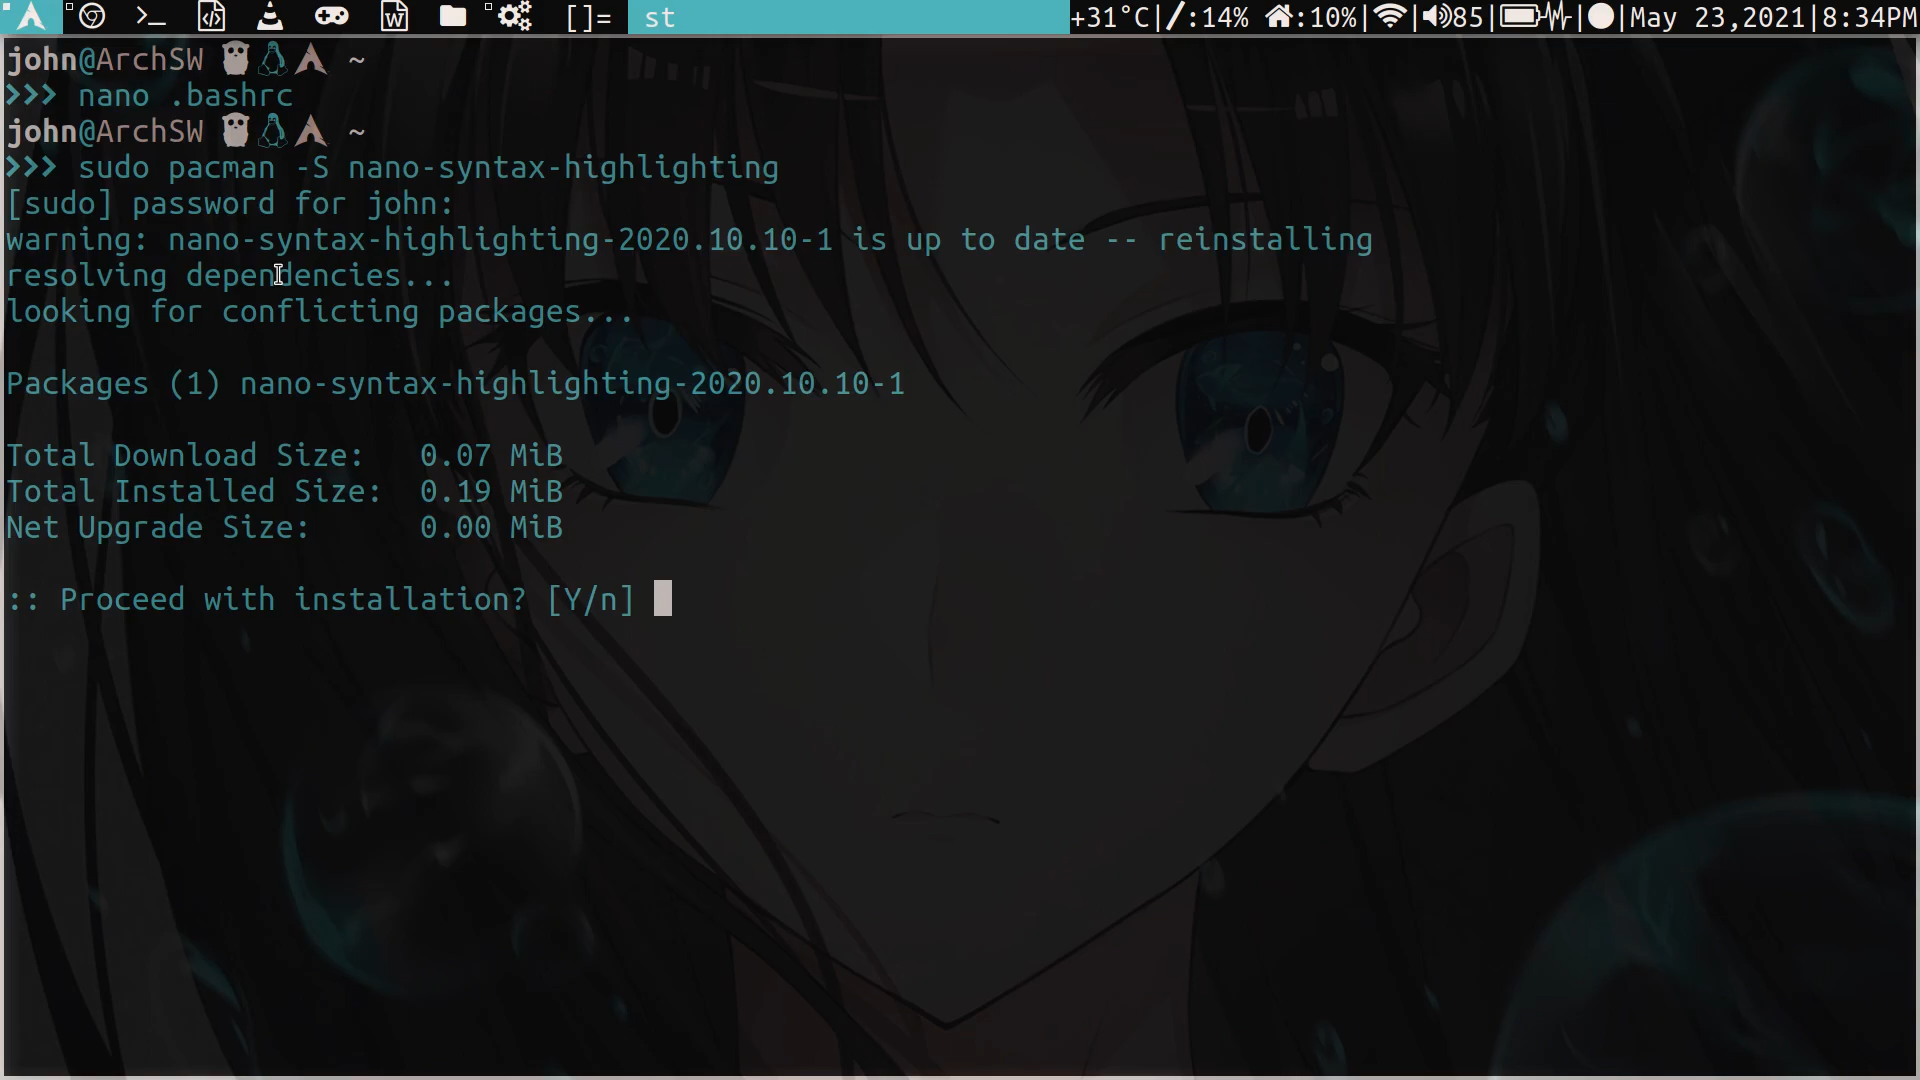 []= st +31°C|/:14% :10%| |85| | |May 23,2021|8:34PM
john@ArchSW ~
>>> nano .bashrc
john@ArchSW ~
>>> sudo pacman -S nano-syntax-highlighting
[sudo] password for john:
warning: nano-syntax-highlighting-2020.10.10-1 is up to date -- reinstalling
resolving dependencies...
looking for conflicting packages...
Packages (1) nano-syntax-highlighting-2020.10.10-1
Total Download Size:   0.07 MiB
Total Installed Size:  0.19 MiB
Net Upgrade Size:      0.00 MiB
:: Proceed with installation? [Y/n]